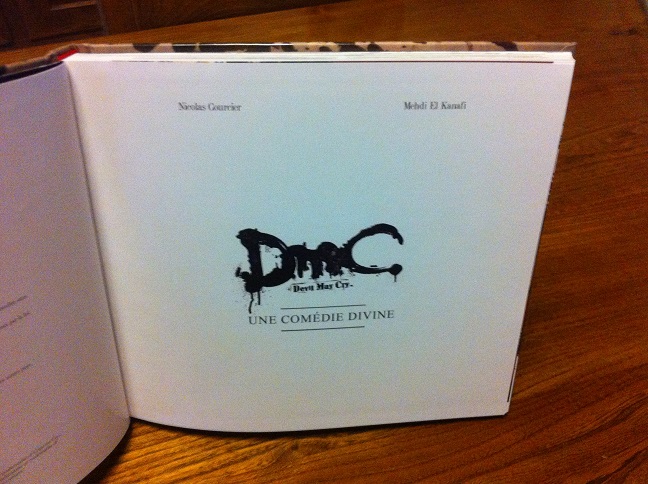 Nicolas Courcier
Mehdi El Kanafi
DmC
Devil May Cry
UNE COMÉDIE DIVINE